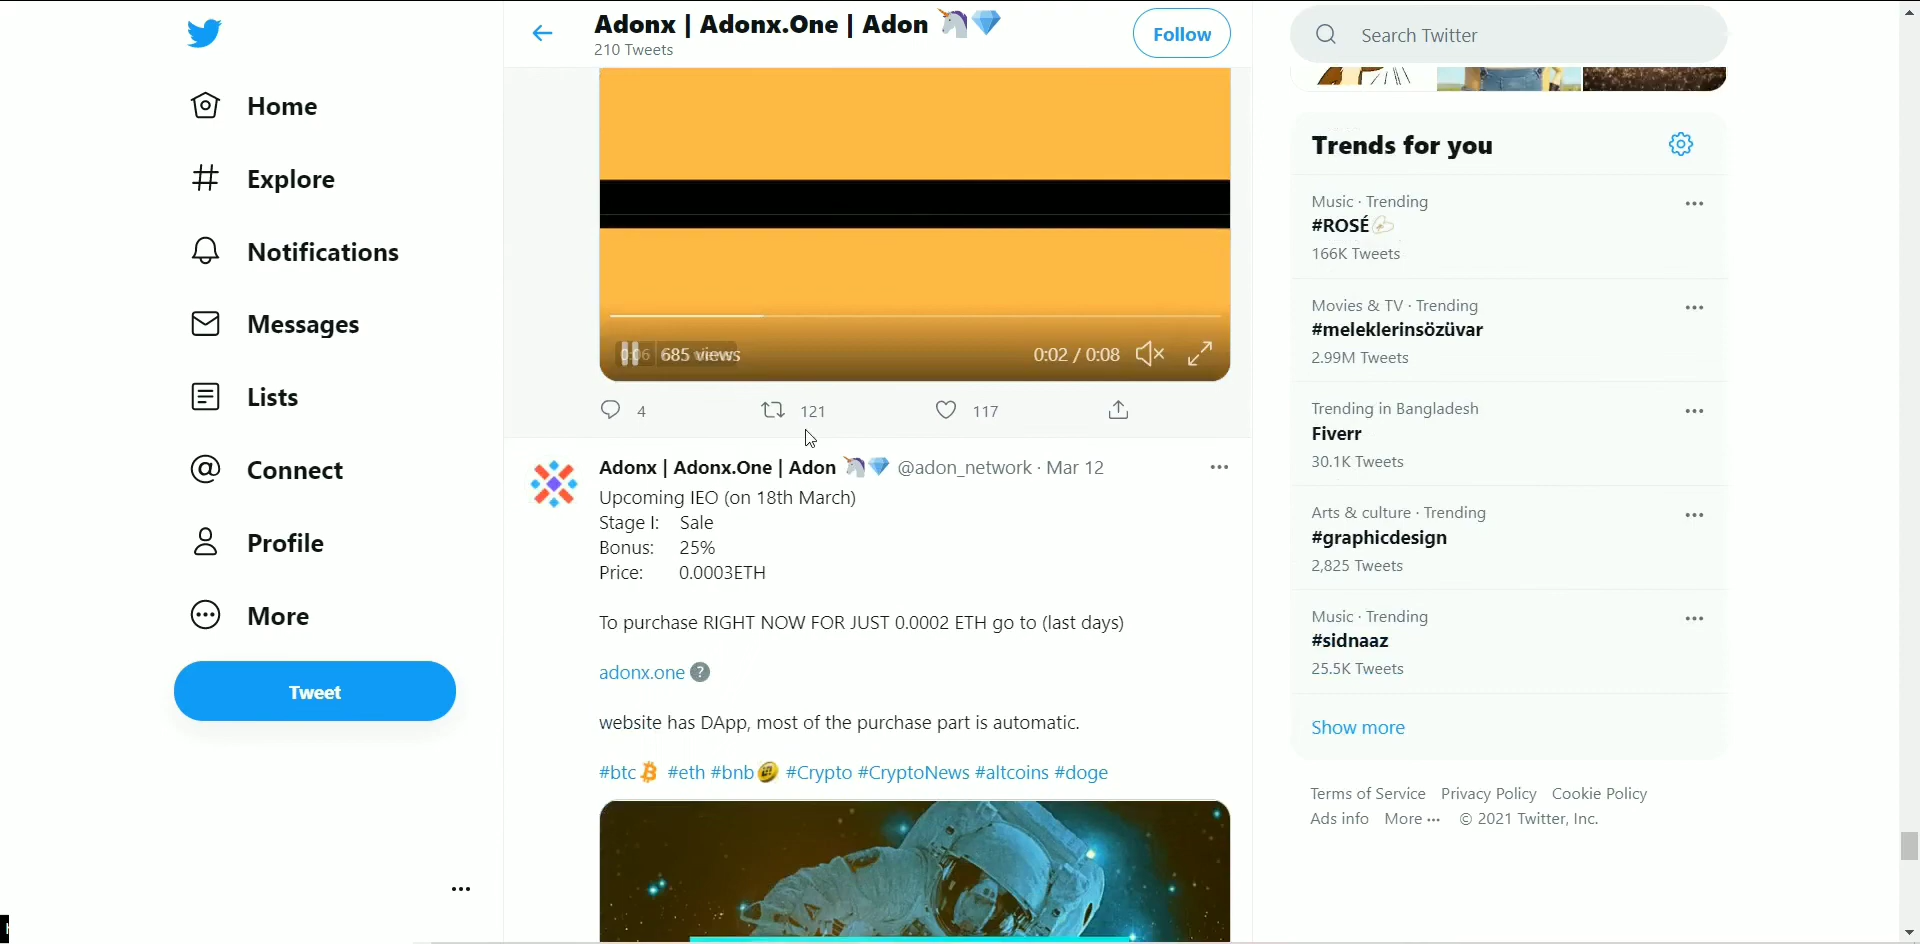 Home
Explore
Notifications
Messages
Lists
Connect
Profile
More
Tweet
Adonx | Adonx.One | Adon 🦄💎
210 Tweets
Follow
685 views
0:02 / 0:08
4
121
117
Adonx | Adonx.One | Adon 🦄💎 @adon_network · Mar 12
Upcoming IEO (on 18th March)
Stage I: Sale
Bonus: 25%
Price: 0.0003ETH
To purchase RIGHT NOW FOR JUST 0.0002 ETH go to (last days)
adonx.one ?
website has DApp, most of the purchase part is automatic.
#btc #eth #bnb #Crypto #CryptoNews #altcoins #doge
Search Twitter
Trends for you
Music · Trending
#ROSÉ
166K Tweets
Movies & TV · Trending
#meleklerinsözüvar
2.99M Tweets
Trending in Bangladesh
Fiverr
30.1K Tweets
Arts & culture · Trending
#graphicdesign
2,825 Tweets
Music · Trending
#sidnaaz
25.5K Tweets
Show more
Terms of Service Privacy Policy Cookie Policy
Ads info More ··· © 2021 Twitter, Inc.